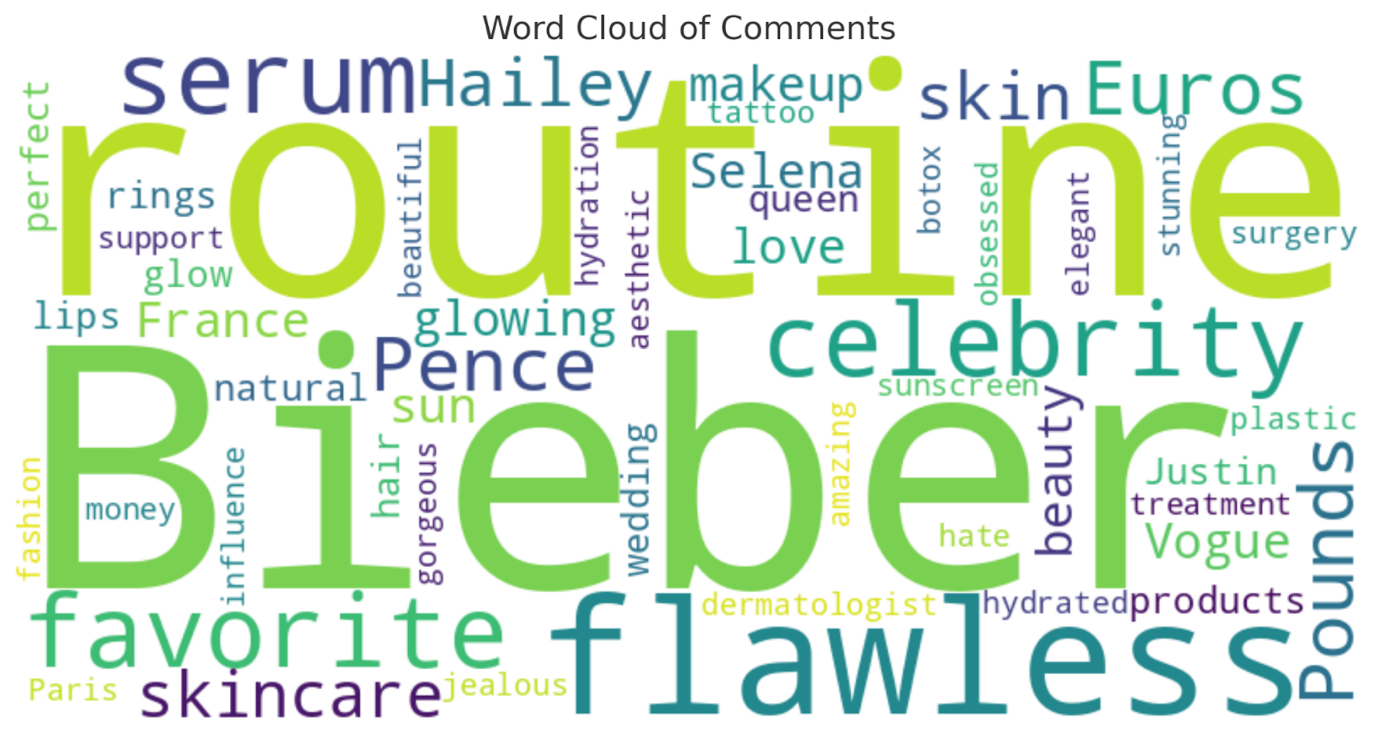 Word Cloud of Comments
serum Hailey makeup skin Euros
tattoo
perfect
routine
rings
support
glow
beautiful
hydration
aesthetic
Selena
queen
love
botox
obsessed
elegant
stunning
surgery
lips France glowing celebrity
Pence
natural
sun
sunscreen
Bieber
plastic
fashion
money
influence
hair
gorgeous
wedding
amazing
hate
beauty
Justin
treatment
Vogue
Pounds
favorite
flawless
dermatologist hydrated products
Paris skincare jealous